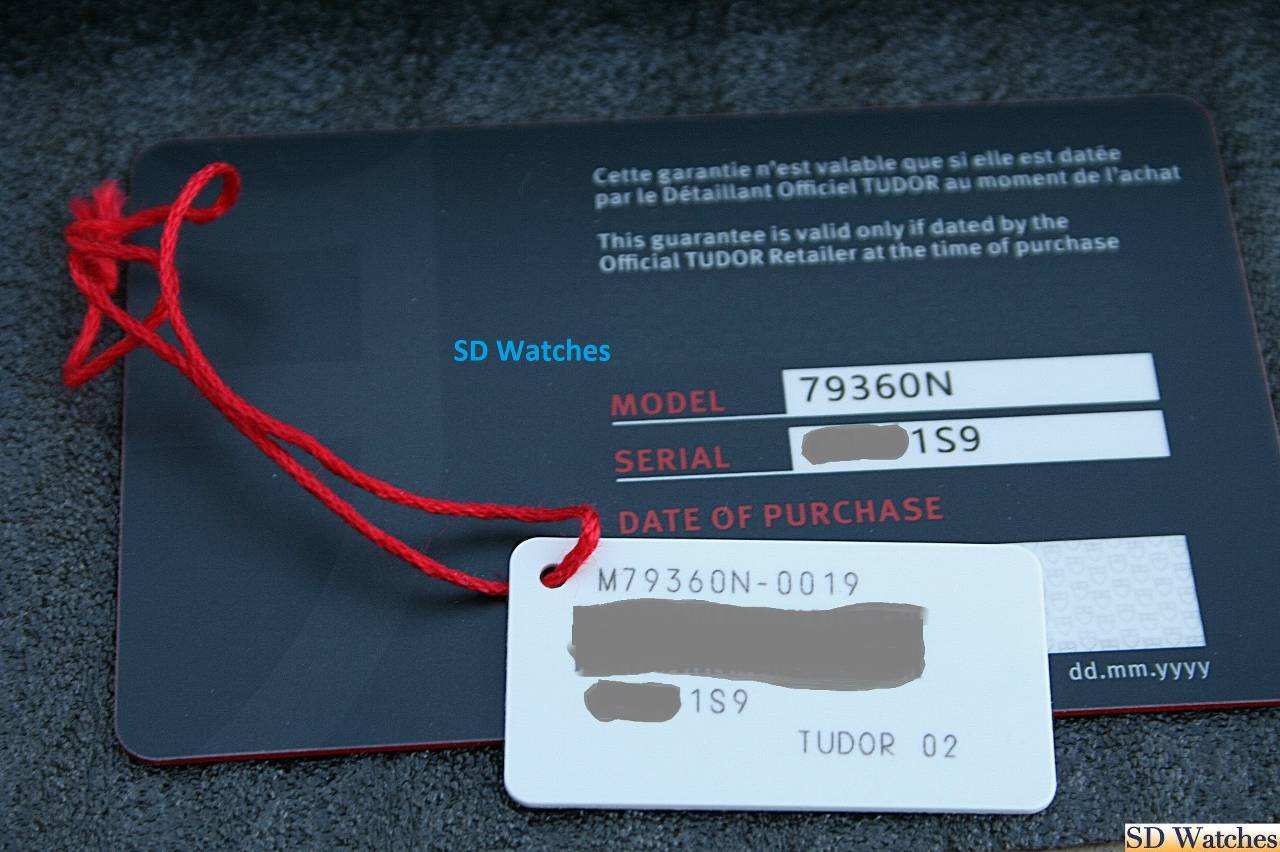 Cette garantie n'est valable que si elle est datée
par le Détaillant Officiel TUDOR au moment de l'achat
This guarantee is valid only if dated by the
Official TUDOR Retailer at the time of purchase
SD Watches
MODEL 79360N
SERIAL 1S9
DATE OF PURCHASE
M79360N-0019
1S9
dd.mm.yyyy
TUDOR 02
SD Watches